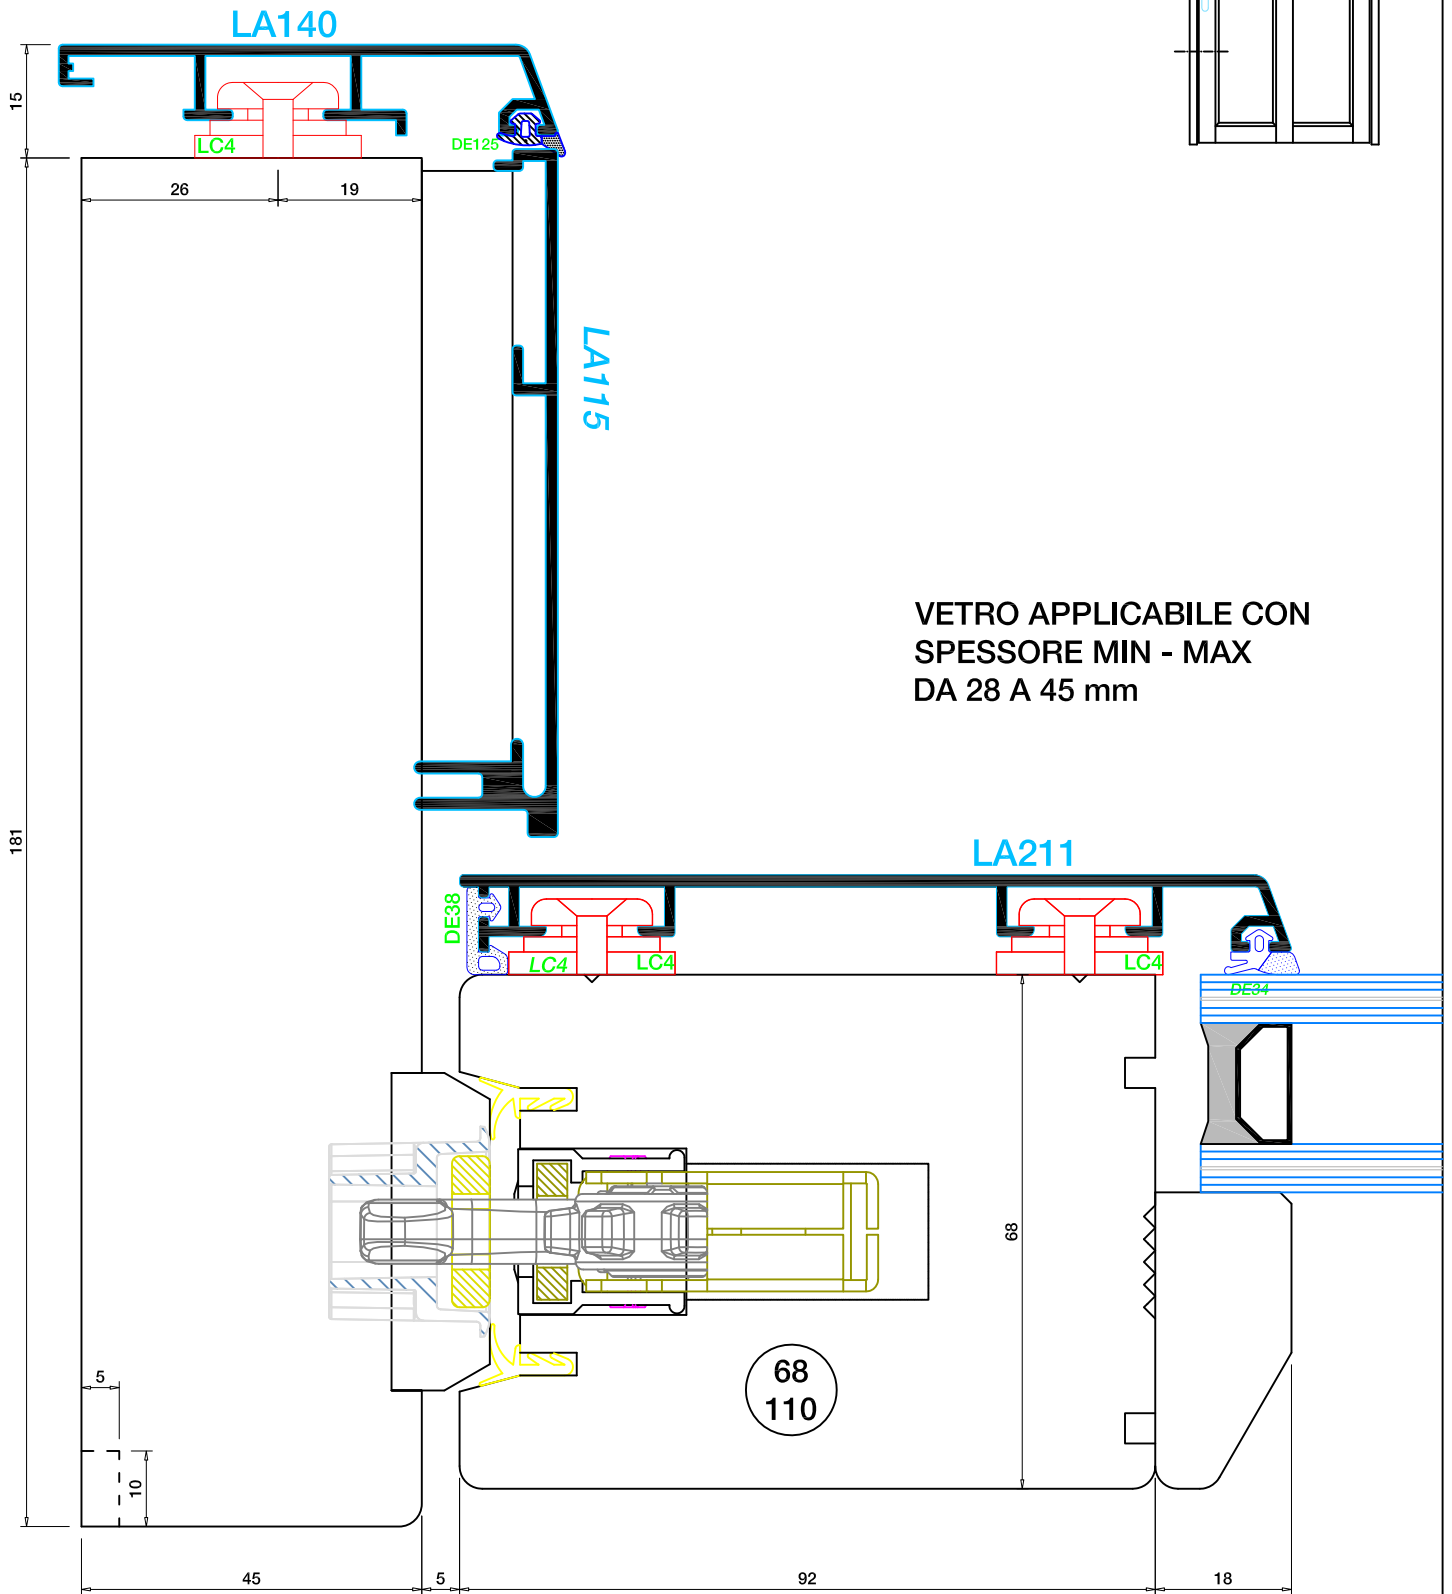 LA140
15
LC4
DE125
26
19
LA115
VETRO APPLICABILE CON
SPESSORE MIN - MAX
DA 28 A 45 mm
181
LA211
DE38
LC4
LC4
LC4
DE34
68
68
110
5
10
45
5
92
18